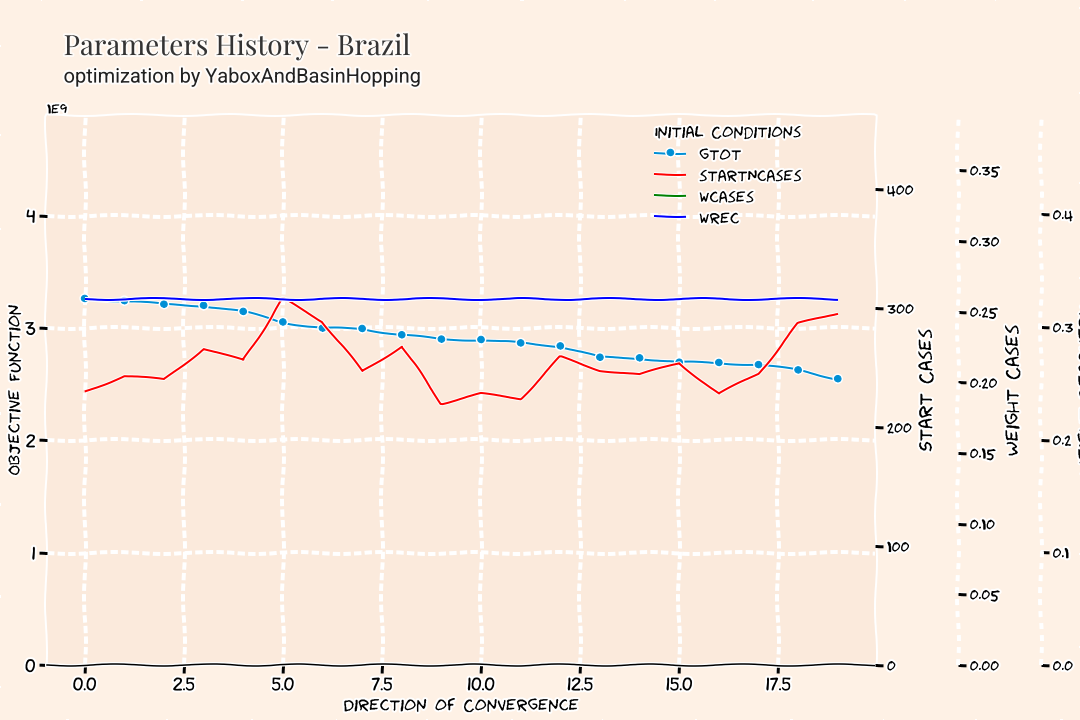 Parameters History - Brazil
optimization by YaboxAndBasinHopping
1E9
INITIAL CONDITIONS
GTOT
STARTNCASES
WCASES
WREC
OBJECTIVE FUNCTION
4
3
2
1
0
0.0 2.5 5.0 7.5 10.0 12.5 15.0 17.5
DIRECTION OF CONVERGENCE
400
300
200
100
0
START CASES
0.35
0.30
0.25
0.20
0.15
0.10
0.05
0.00
WEIGHT CASES
0.4
0.3
0.2
0.1
0.0